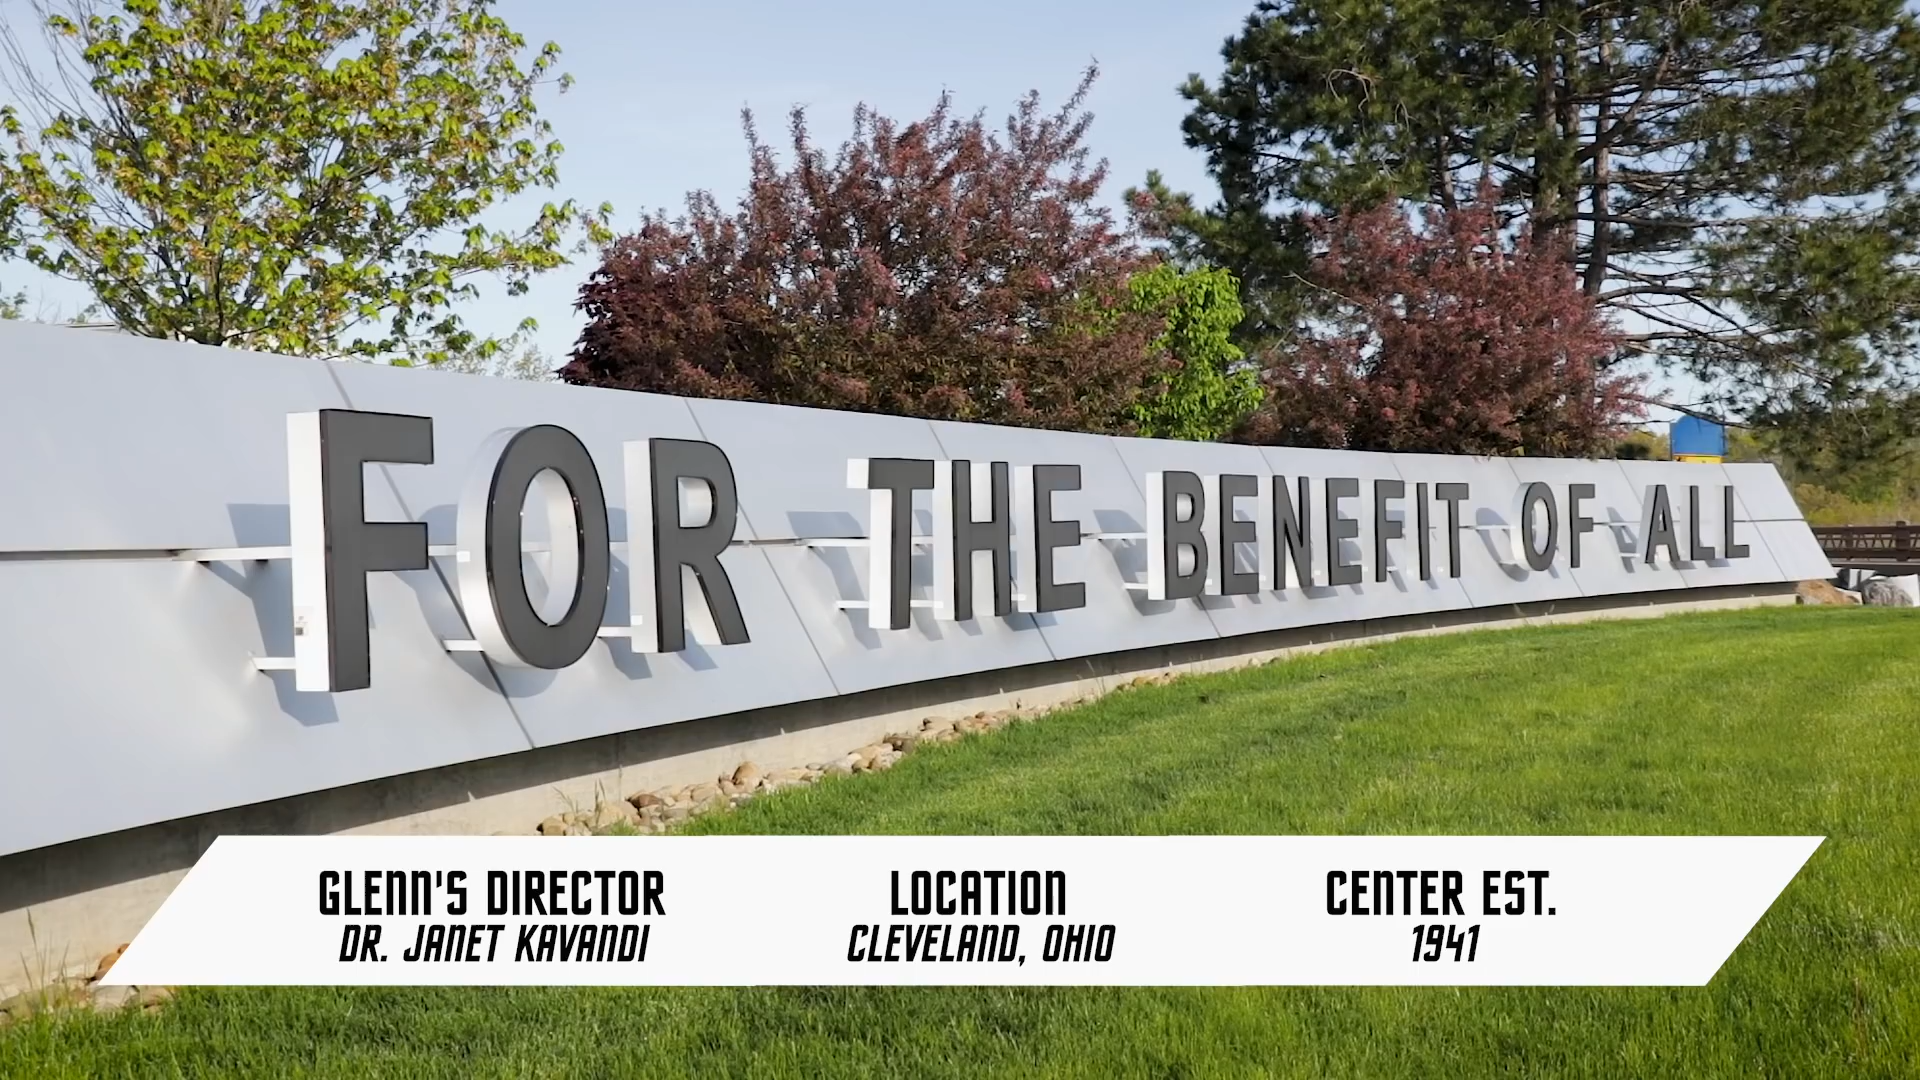 FOR THE BENEFIT OF ALL
GLENN'S DIRECTOR
DR. JANET KAVANDI
LOCATION
CLEVELAND, OHIO
CENTER EST.
1941